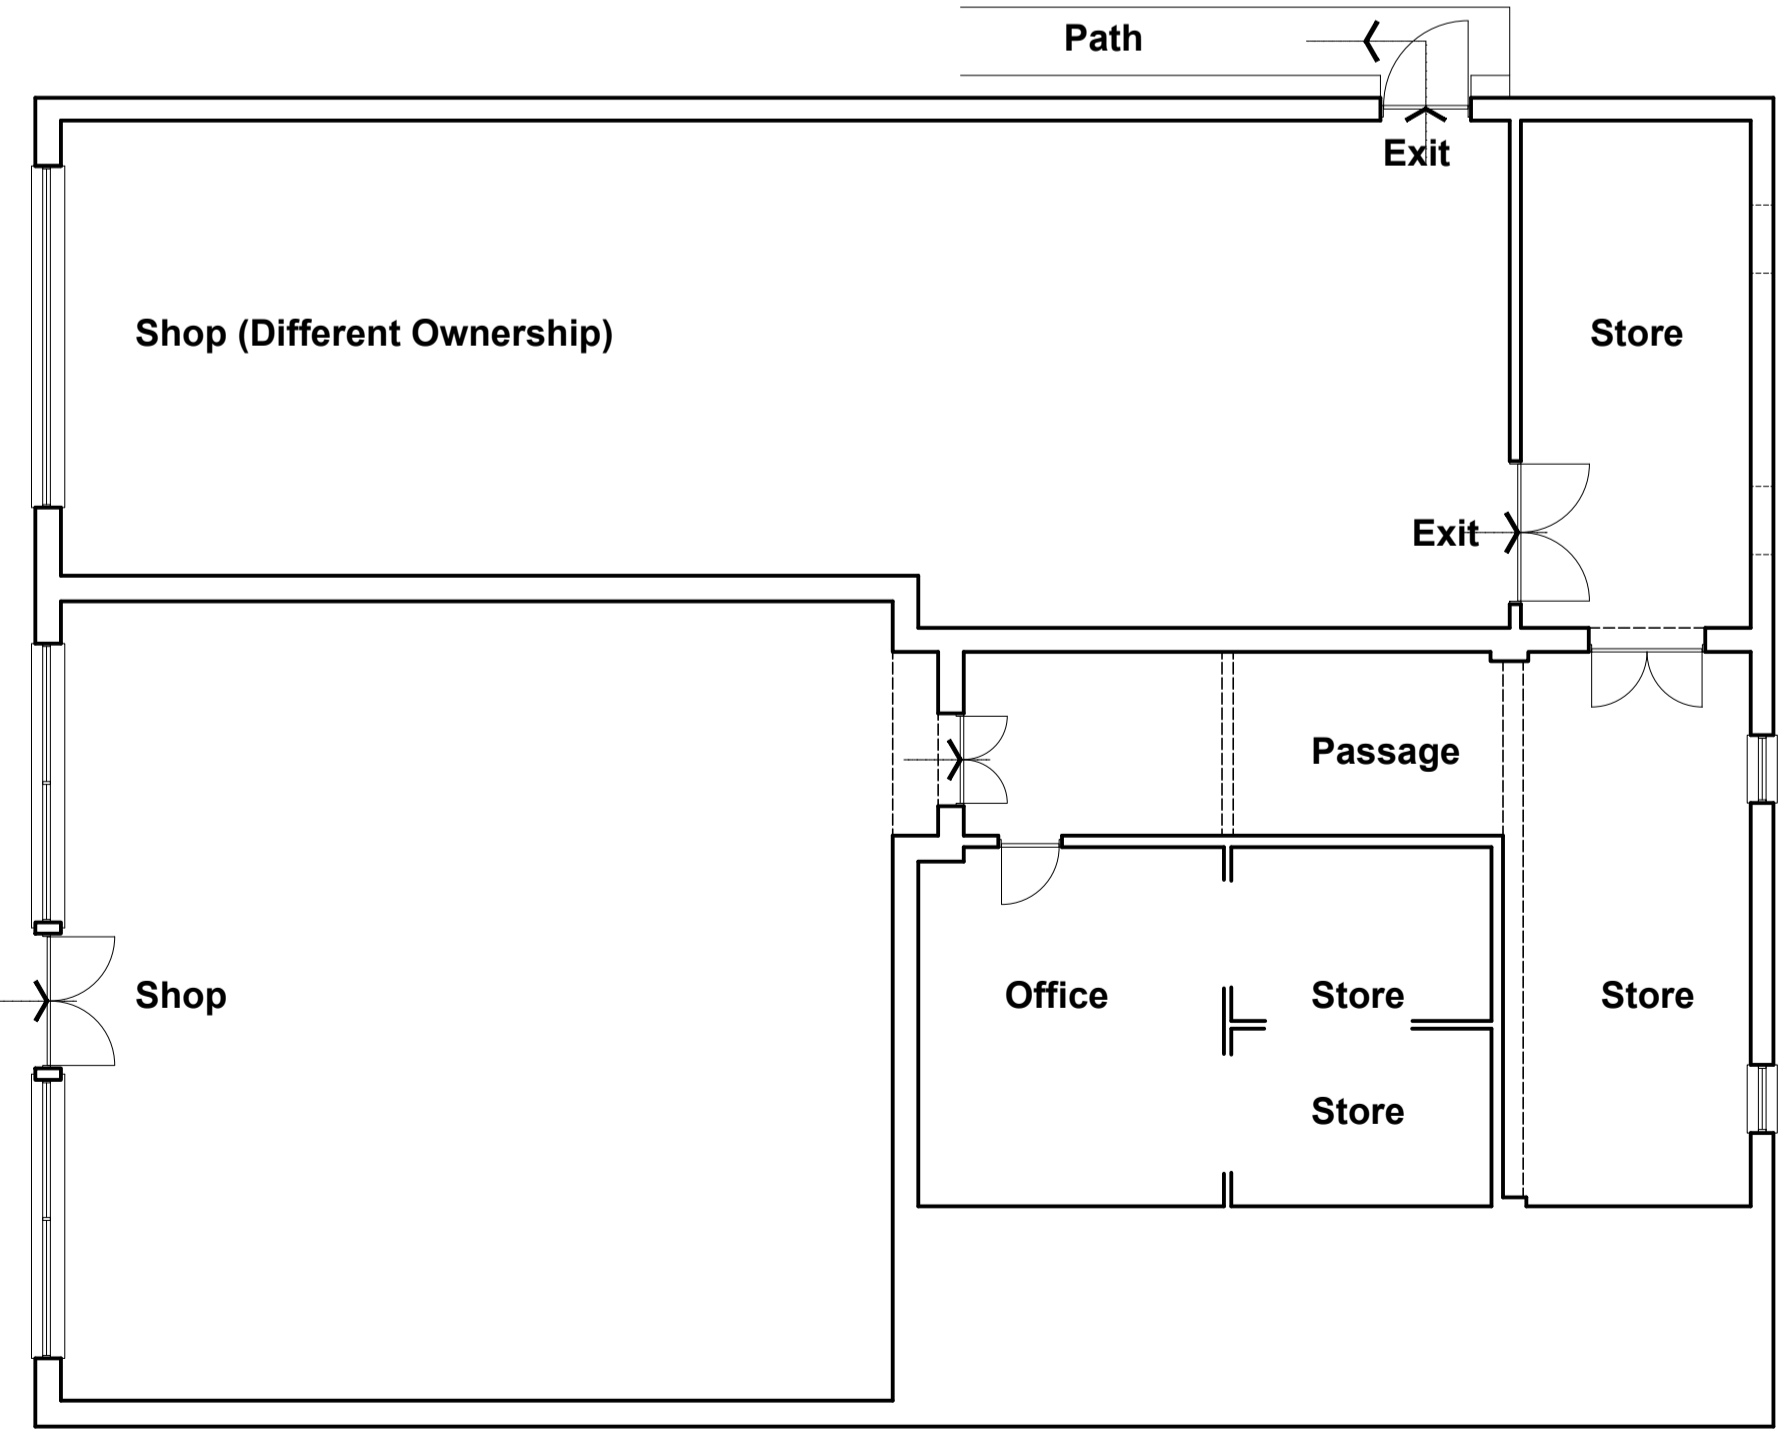 Path
Exit
Shop (Different Ownership)
Store
Exit
Passage
Shop
Office
Store
Store
Store